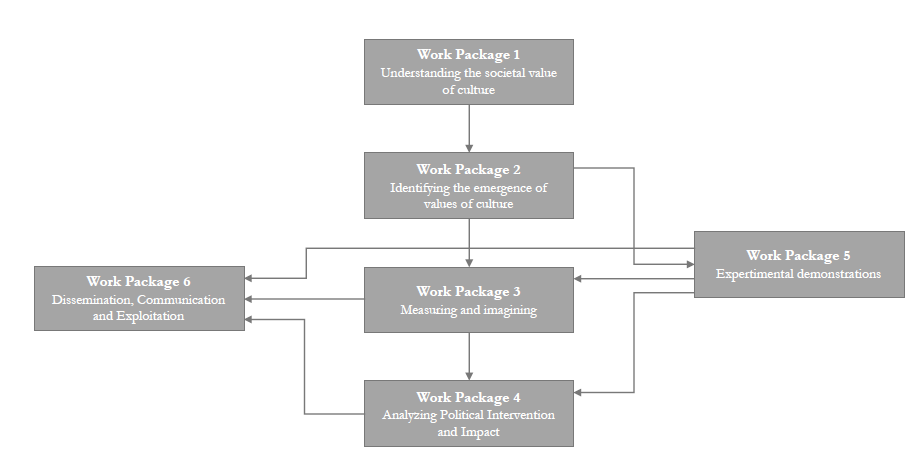 Work Package 1
Understanding the societal value
of culture
Work Package 2
Identifying the emergence of
values of culture
Work Package 5
Expertimental demonstrations
Work Package 6
Dissemination, Communication
and Exploitation
Work Package 3
Measuring and imagining
Work Package 4
Analyzing Political Intervention
and Impact